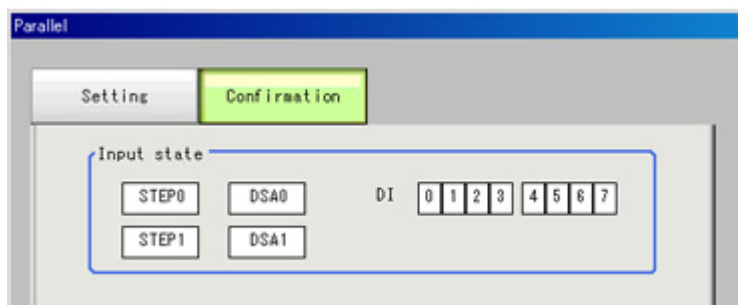 Parallel
Setting Confirmation
Input state
STEP0 DSA0 DI 0 1 2 3 4 5 6 7
STEP1 DSA1